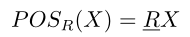 $POS_R(X) = \underline{R}X$